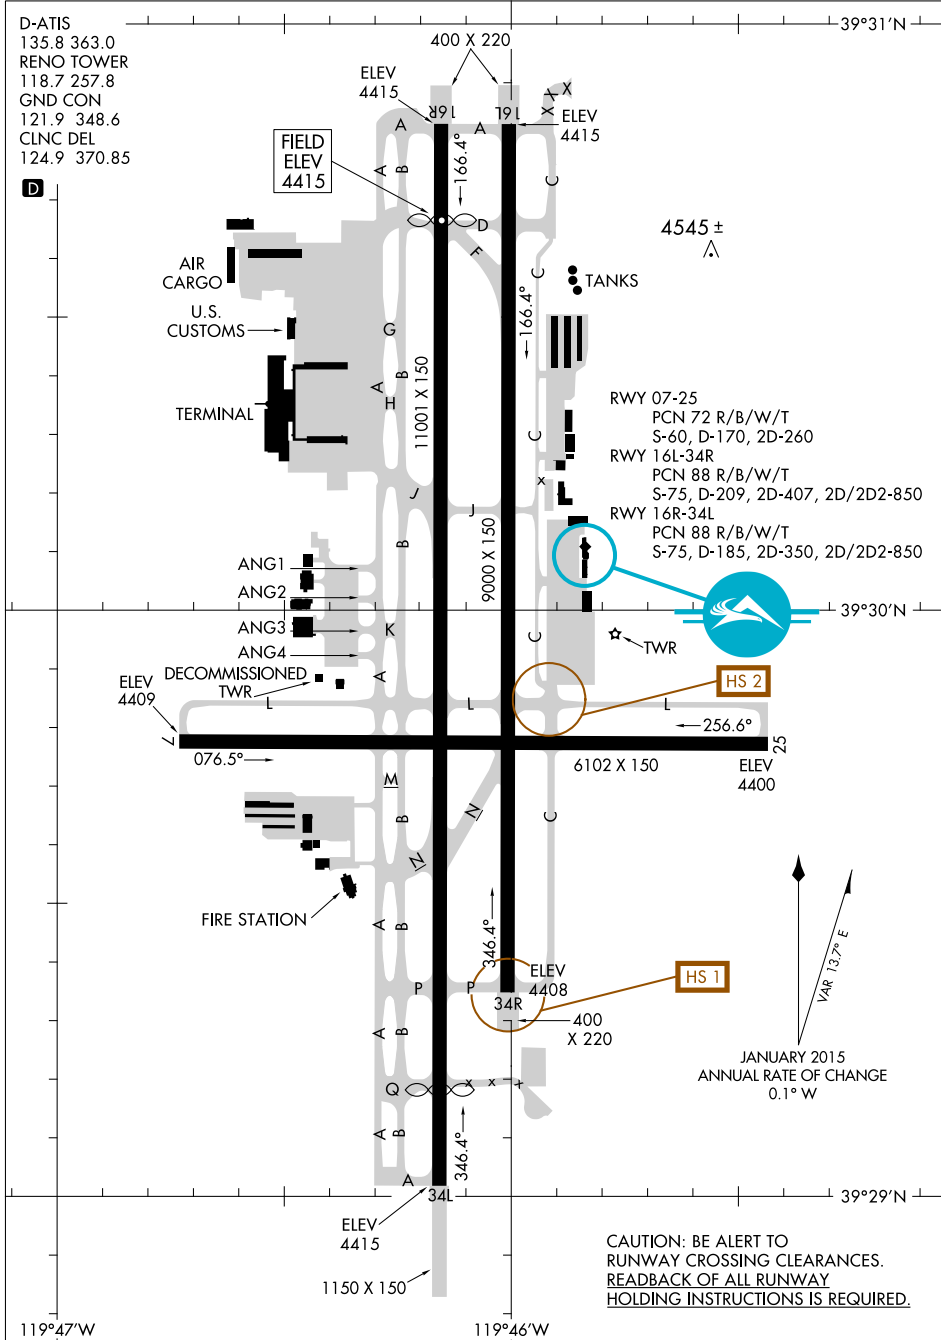 D-ATIS
135.8 363.0
RENO TOWER
118.7 257.8
GND CON
121.9 348.6
CLNC DEL
124.9 370.85
D
39°31'N
400 X 220
ELEV
4415
16R
16L
ELEV
4415
X
X
X
A
A
FIELD
ELEV
4415
166.4°
A
B
C
D
F
4545 ±
AIR
CARGO
C
TANKS
U.S.
CUSTOMS
G
166.4°
11001 X 150
A
B
H
TERMINAL
C
RWY 07-25
PCN 72 R/B/W/T
S-60, D-170, 2D-260
RWY 16L-34R
PCN 88 R/B/W/T
S-75, D-209, 2D-407, 2D/2D2-850
RWY 16R-34L
PCN 88 R/B/W/T
S-75, D-185, 2D-350, 2D/2D2-850
X
J
J
B
9000 X 150
ANG1
ANG2
ANG3
ANG4
K
C
39°30'N
TWR
DECOMMISSIONED
TWR
A
HS 2
ELEV
4409
L
L
L
256.6°
7
25
076.5°
6102 X 150
ELEV
4400
M
B
N
N
C
FIRE STATION
A
B
346.4°
VAR 13.7° E
P
P
ELEV
4408
34R
HS 1
400
X 220
A
B
JANUARY 2015
ANNUAL RATE OF CHANGE
0.1° W
Q
X
X
X
A
B
346.4°
A
34L
39°29'N
ELEV
4415
1150 X 150
CAUTION: BE ALERT TO
RUNWAY CROSSING CLEARANCES.
READBACK OF ALL RUNWAY
HOLDING INSTRUCTIONS IS REQUIRED.
119°47'W
119°46'W